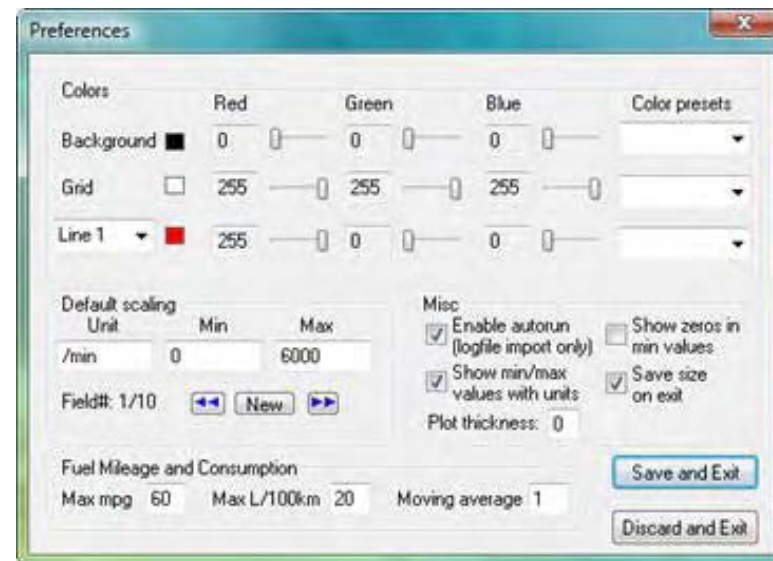 Preferences
Colors
Red Green Blue Color presets
Background 0 0 0
Grid 255 255 255
Line 1 255 0 0
Default scaling
Unit Min Max
/min 0 6000
Field#: 1/10 New
Misc
Enable autorun
(logfile import only)
Show zeros in
min values
Show min/max
values with units
Save size
on exit
Plot thickness: 0
Fuel Mileage and Consumption
Max mpg 60 Max L/100km 20 Moving average 1
Save and Exit
Discard and Exit